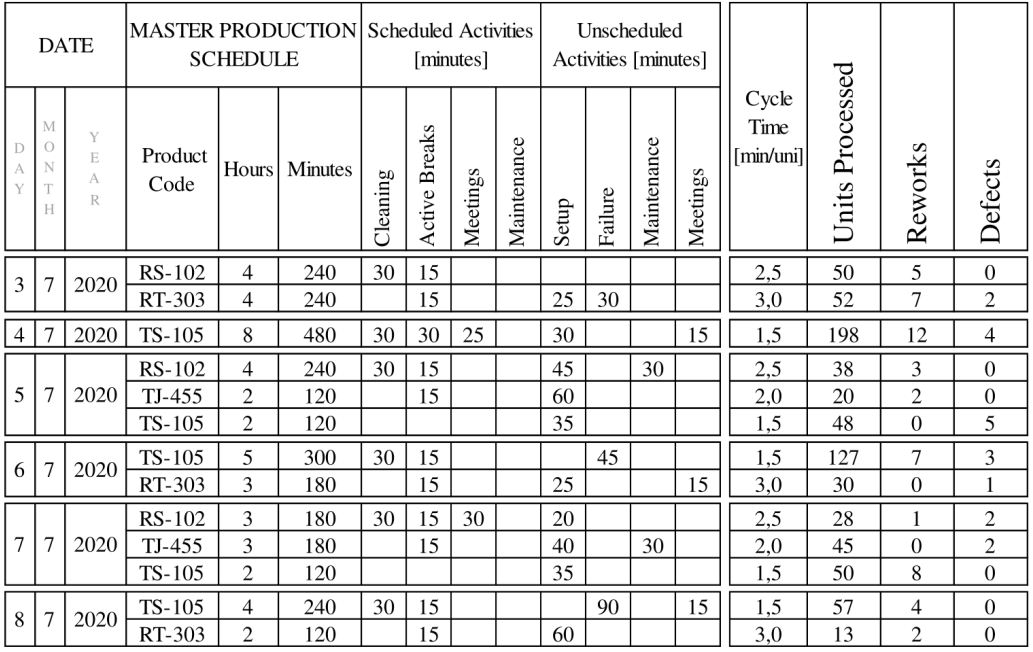 DATE MASTER PRODUCTION SCHEDULE Scheduled Activities [minutes] Unscheduled Activities [minutes]
DAY MONTH YEAR Product Code Hours Minutes Cleaning Active Breaks Meetings Maintenance Setup Failure Maintenance Meetings Cycle Time [min/uni] Units Processed Reworks Defects
3 7 2020 RS-102 4 240 30 15 2,5 50 5 0
RT-303 4 240 15 25 30 3,0 52 7 2
4 7 2020 TS-105 8 480 30 30 25 30 15 1,5 198 12 4
RS-102 4 240 30 15 45 30 2,5 38 3 0
5 7 2020 TJ-455 2 120 15 60 2,0 20 2 0
TS-105 2 120 35 1,5 48 0 5
6 7 2020 TS-105 5 300 30 15 45 1,5 127 7 3
RT-303 3 180 15 25 15 3,0 30 0 1
RS-102 3 180 30 15 30 20 2,5 28 1 2
7 7 2020 TJ-455 3 180 15 40 30 2,0 45 0 2
TS-105 2 120 35 1,5 50 8 0
8 7 2020 TS-105 4 240 30 15 90 15 1,5 57 4 0
RT-303 2 120 15 60 3,0 13 2 0